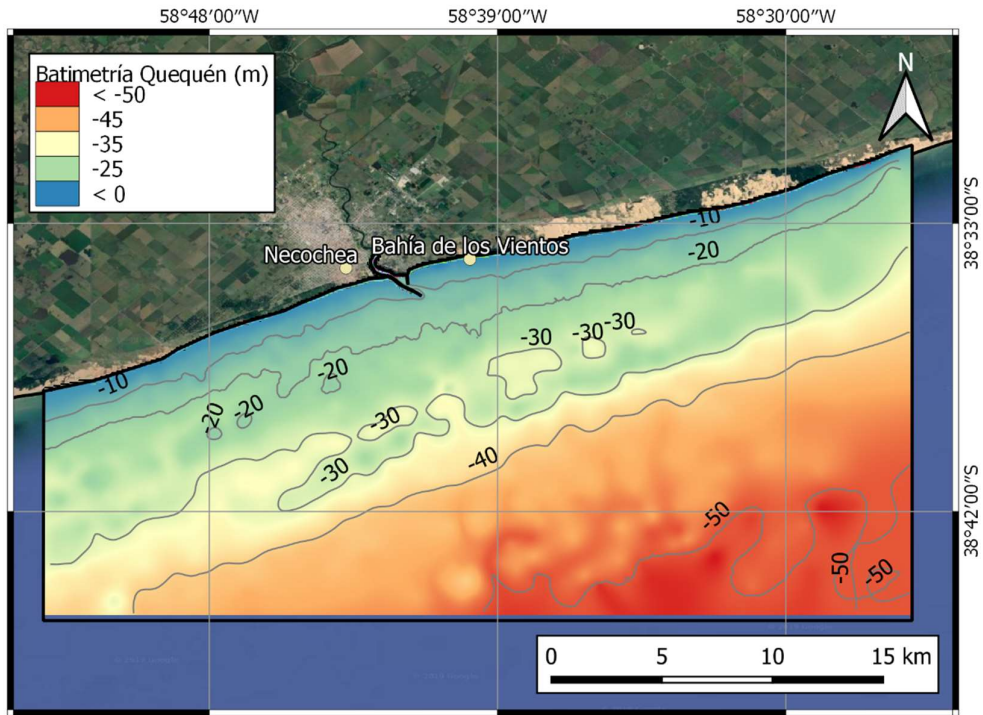 58°48′00″W
58°39′00″W
58°30′00″W
Batimetría Quequén (m)
< -50
-45
-35
-25
< 0
N
38°33′00″S
38°42′00″S
Necochea
Bahía de los Vientos
-10
-20
-30
-30
-30
-10
-20
-20
-20
-30
-30
-40
-50
-50
-50
0 5 10 15 km